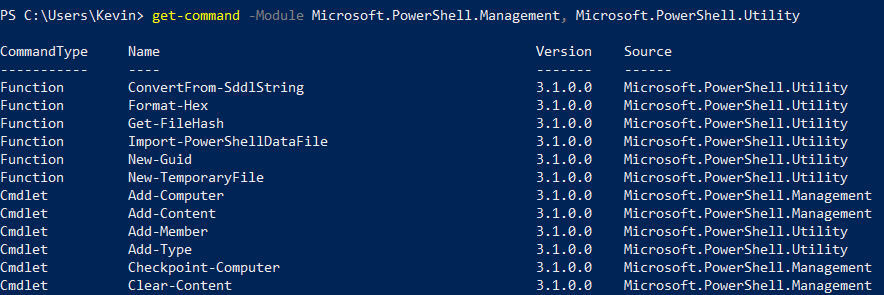 PS C:\Users\Kevin> get-command -Module Microsoft.PowerShell.Management, Microsoft.PowerShell.Utility
CommandType     Name                                               Version    Source
-----------     ----                                               -------    ------
Function        ConvertFrom-SddlString                             3.1.0.0    Microsoft.PowerShell.Utility
Function        Format-Hex                                         3.1.0.0    Microsoft.PowerShell.Utility
Function        Get-FileHash                                       3.1.0.0    Microsoft.PowerShell.Utility
Function        Import-PowerShellDataFile                          3.1.0.0    Microsoft.PowerShell.Utility
Function        New-Guid                                           3.1.0.0    Microsoft.PowerShell.Utility
Function        New-TemporaryFile                                  3.1.0.0    Microsoft.PowerShell.Utility
Cmdlet          Add-Computer                                       3.1.0.0    Microsoft.PowerShell.Management
Cmdlet          Add-Content                                        3.1.0.0    Microsoft.PowerShell.Management
Cmdlet          Add-Member                                         3.1.0.0    Microsoft.PowerShell.Utility
Cmdlet          Add-Type                                           3.1.0.0    Microsoft.PowerShell.Utility
Cmdlet          Checkpoint-Computer                                3.1.0.0    Microsoft.PowerShell.Management
Cmdlet          Clear-Content                                      3.1.0.0    Microsoft.PowerShell.Management